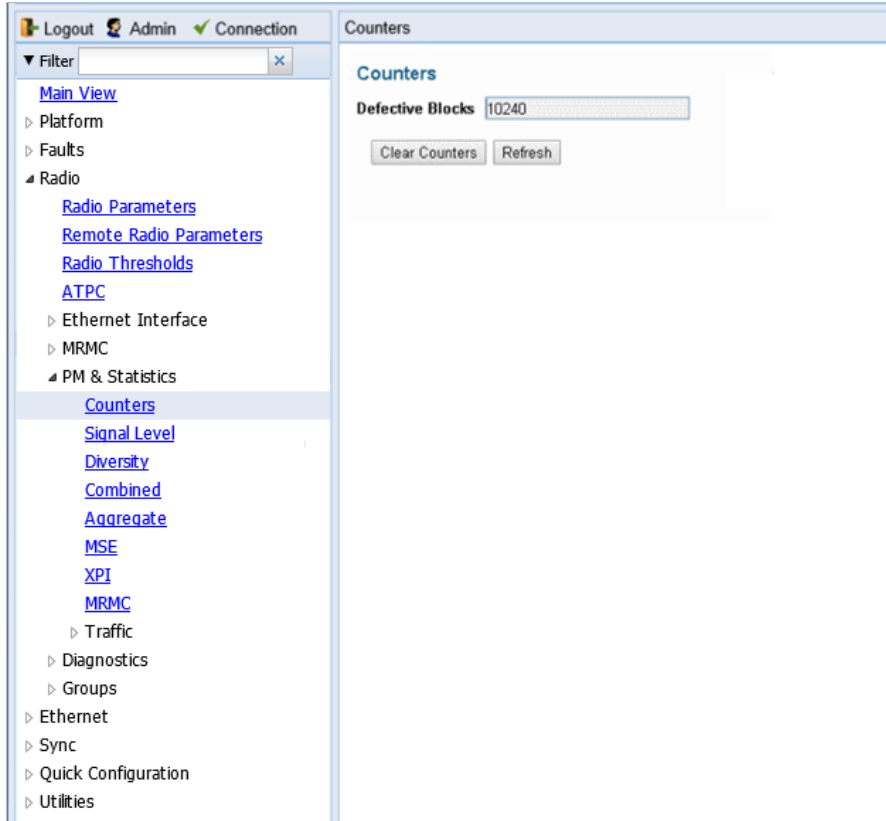 Logout Admin Connection
Filter
Main View
Platform
Faults
Radio
Radio Parameters
Remote Radio Parameters
Radio Thresholds
ATPC
Ethernet Interface
MRMC
PM & Statistics
Counters
Signal Level
Diversity
Combined
Aggregate
MSE
XPI
MRMC
Traffic
Diagnostics
Groups
Ethernet
Sync
Quick Configuration
Utilities
Counters
Counters
Defective Blocks 10240
Clear Counters Refresh